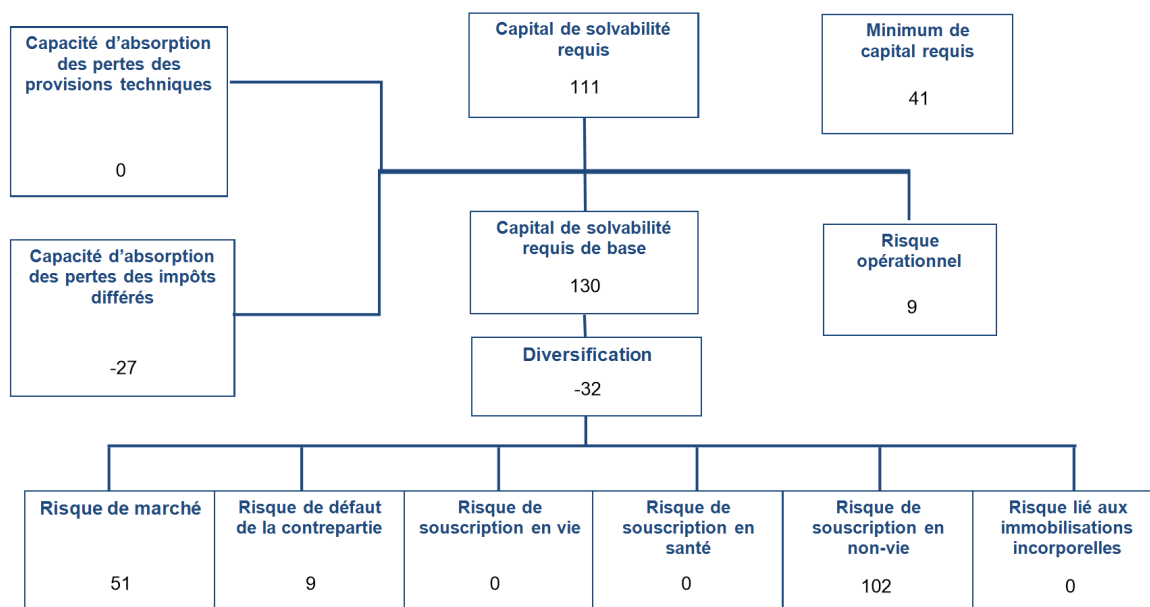 Capacité d'absorption
des pertes des
provisions techniques
0
Capital de solvabilité
requis
111
Minimum de
capital requis
41
Capacité d'absorption
des pertes des impôts
différés
-27
Capital de solvabilité
requis de base
130
Risque
opérationnel
9
Diversification
-32
Risque de marché
51
Risque de défaut
de la contrepartie
9
Risque de
souscription en vie
0
Risque de
souscription en
santé
0
Risque de
souscription en
non-vie
102
Risque lié aux
immobilisations
incorporelles
0